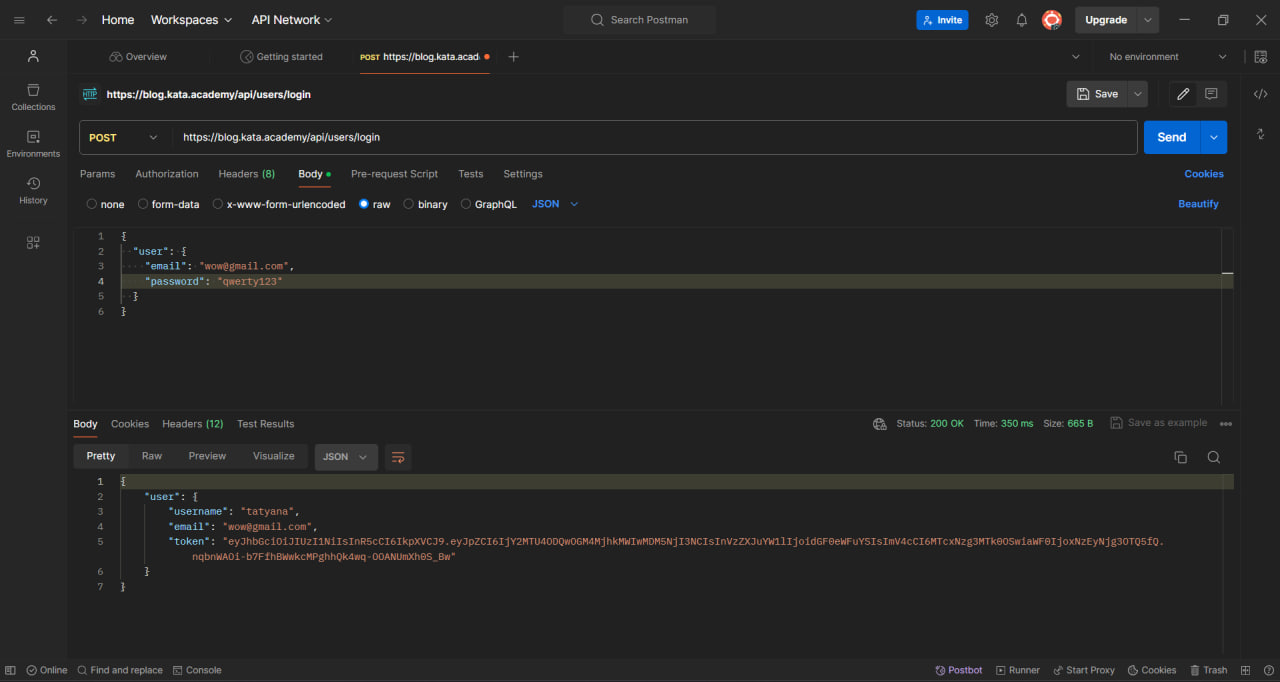 Home Workspaces API Network Search Postman Invite Upgrade
Overview Getting started POST https://blog.kata.acad No environment
HTTP https://blog.kata.academy/api/users/login Save
Collections
Environments
History
POST https://blog.kata.academy/api/users/login Send
Params Authorization Headers (8) Body Pre-request Script Tests Settings Cookies
none form-data x-www-form-urlencoded raw binary GraphQL JSON Beautify
1 {
2 "user": {
3 "email": "wow@gmail.com",
4 "password": "qwerty123"
5 }
6 }
Body Cookies Headers (12) Test Results Status: 200 OK Time: 350 ms Size: 665 B Save as example
Pretty Raw Preview Visualize JSON
1 {
2 "user": {
3 "username": "tatyana",
4 "email": "wow@gmail.com",
5 "token": "eyJhbGciOiJIUzI1NiIsInR5cCI6IkpXVCJ9.eyJpZCI6IjY2MTU4ODQwOGM4MjhkMWIwMDM5NjI3NCIsInVzZXJuYW1lIjoidGF0eWFuYSIsImV4cCI6MTcxNzg3MTk0OSwiaWF0IjoxNzEyNjg3OTQ5fQ.
nqbnWAOi-b7FfhBWwkcMPghhQk4wq-OOANUmXh0S_Bw"
6 }
7 }
Online Find and replace Console Postbot Runner Start Proxy Cookies Trash